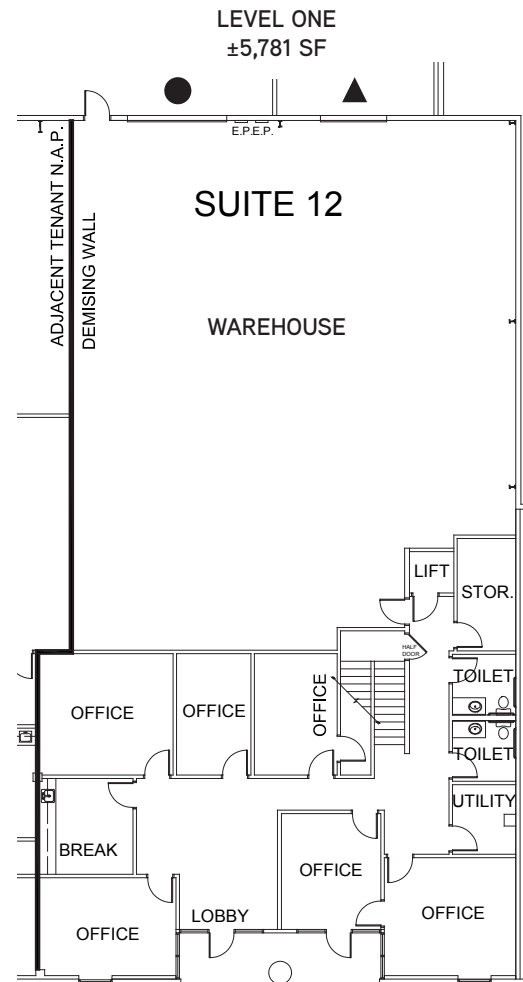 LEVEL ONE
±5,781 SF
E.P.E.P.
ADJACENT TENANT N.A.P.
DEMISING WALL
SUITE 12
WAREHOUSE
LIFT
STOR.
HALF
DOOR
TOILET
OFFICE
OFFICE
OFFICE
TOILET
UTILITY
BREAK
OFFICE
OFFICE
LOBBY
OFFICE